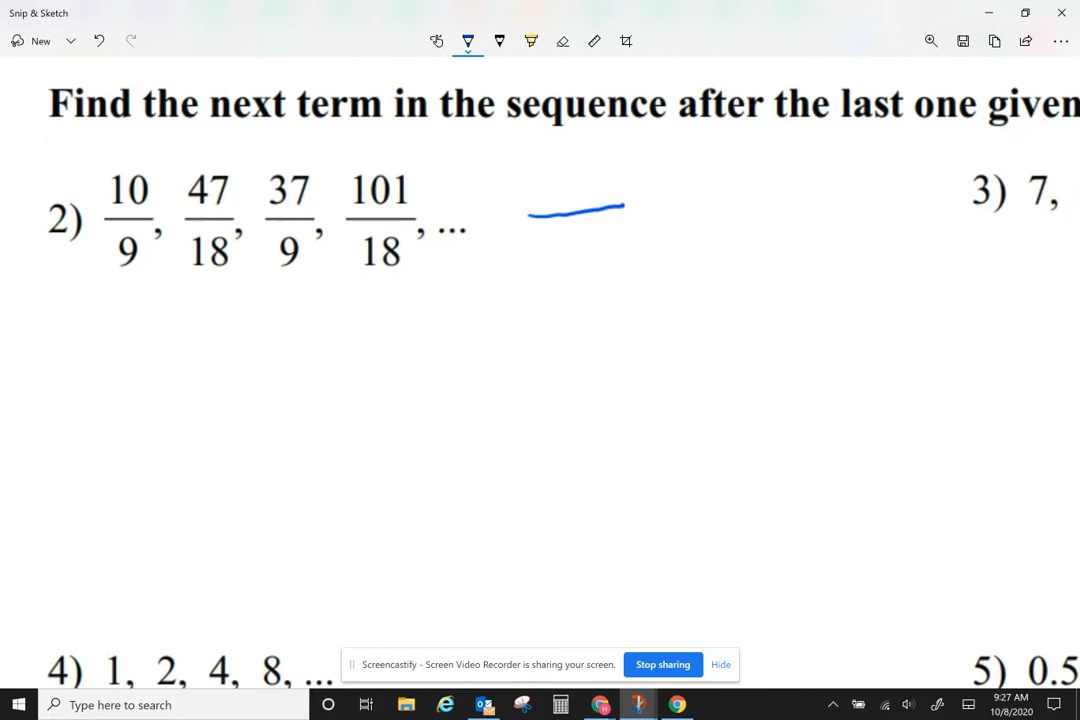 Snip & Sketch
New
Find the next term in the sequence after the last one given
2) 10/9, 47/18, 37/9, 101/18, ...
3) 7,
4) 1, 2, 4, 8, ...
5) 0.5
Screencastify - Screen Video Recorder is sharing your screen.
Stop sharing
Hide
Type here to search
9:27 AM
10/8/2020